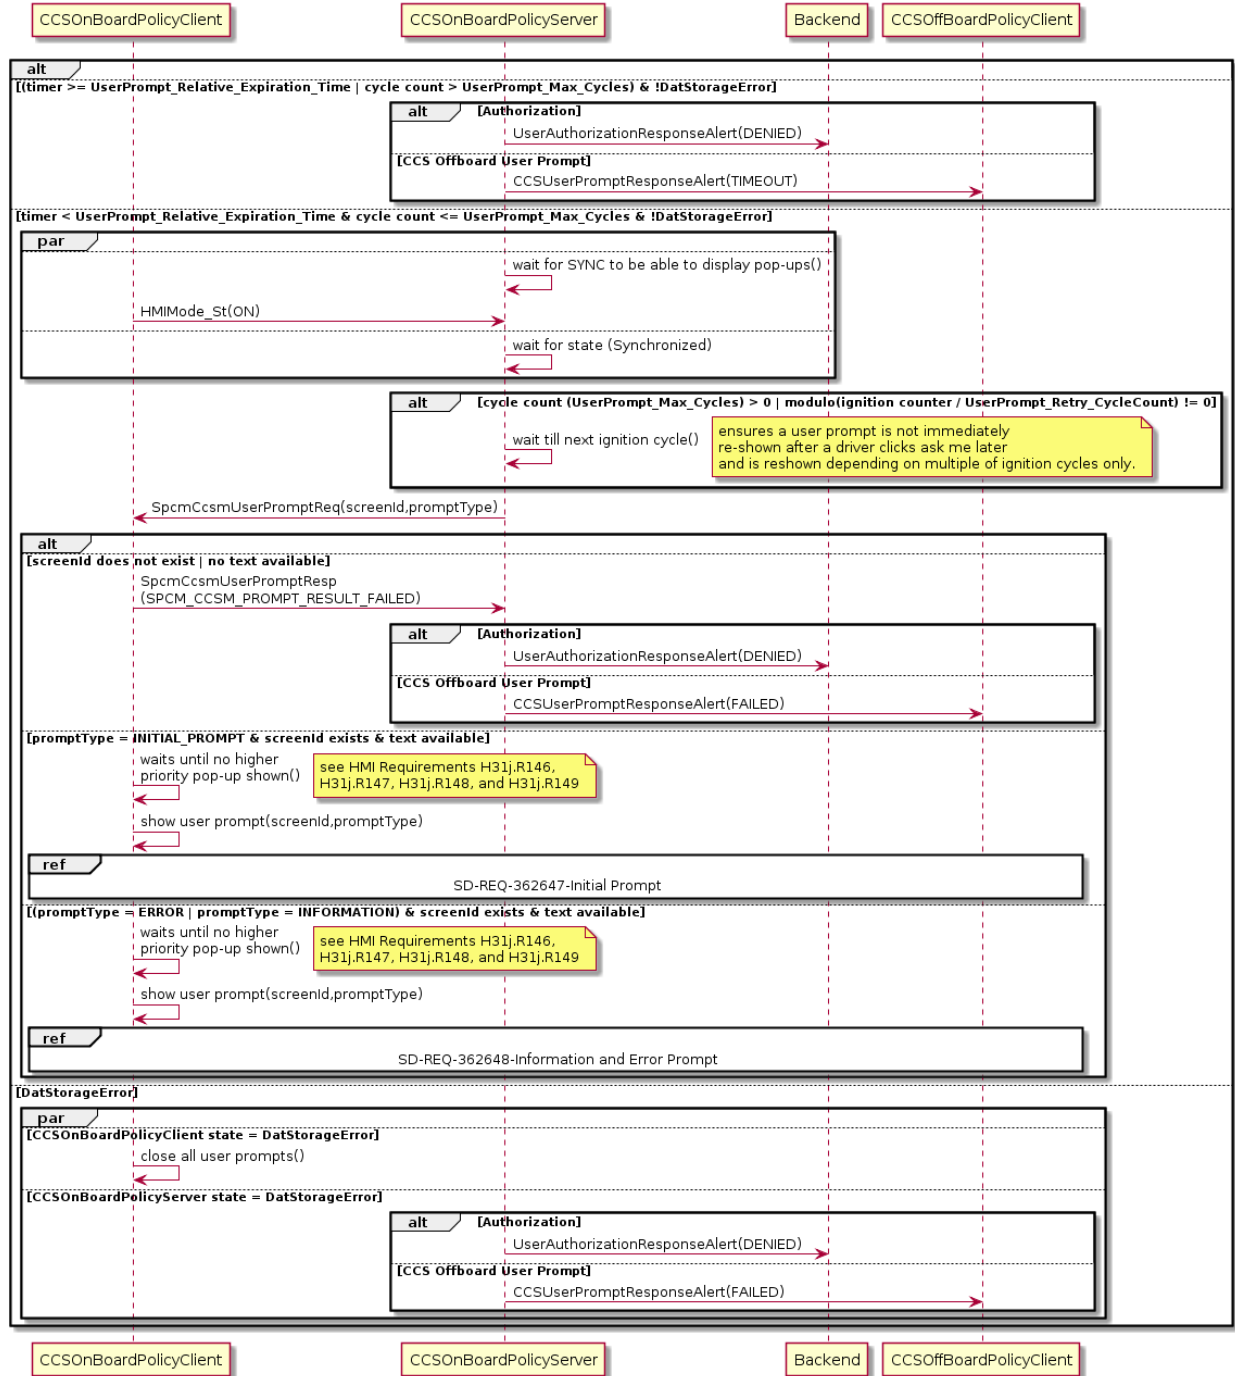 CCSOnBoardPolicyClient
CCSOnBoardPolicyServer
Backend
CCSOffBoardPolicyClient
alt
[(timer >= UserPrompt_Relative_Expiration_Time | cycle count > UserPrompt_Max_Cycles) & !DatStorageError]
alt
[Authorization]
UserAuthorizationResponseAlert(DENIED)
[CCS Offboard User Prompt]
CCSUserPromptResponseAlert(TIMEOUT)
[timer < UserPrompt_Relative_Expiration_Time & cycle count <= UserPrompt_Max_Cycles & !DatStorageError]
par
wait for SYNC to be able to display pop-ups()
HMIMode_St(ON)
wait for state (Synchronized)
alt
[cycle count (UserPrompt_Max_Cycles) > 0 | modulo(ignition counter / UserPrompt_Retry_CycleCount) != 0]
wait till next ignition cycle()
ensures a user prompt is not immediately
re-shown after a driver clicks ask me later
and is reshown depending on multiple of ignition cycles only.
SpcmCcsmUserPromptReq(screenId,promptType)
alt
[screenId does not exist | no text available]
SpcmCcsmUserPromptResp
(SPCM_CCSM_PROMPT_RESULT_FAILED)
alt
[Authorization]
UserAuthorizationResponseAlert(DENIED)
[CCS Offboard User Prompt]
CCSUserPromptResponseAlert(FAILED)
[promptType = INITIAL_PROMPT & screenId exists & text available]
waits until no higher
priority pop-up shown()
see HMI Requirements H31j.R146,
H31j.R147, H31j.R148, and H31j.R149
show user prompt(screenId,promptType)
ref
SD-REQ-362647-Initial Prompt
[(promptType = ERROR | promptType = INFORMATION) & screenId exists & text available]
waits until no higher
priority pop-up shown()
see HMI Requirements H31j.R146,
H31j.R147, H31j.R148, and H31j.R149
show user prompt(screenId,promptType)
ref
SD-REQ-362648-Information and Error Prompt
[DatStorageError]
par
[CCSOnBoardPolicyClient state = DatStorageError]
close all user prompts()
[CCSOnBoardPolicyServer state = DatStorageError]
alt
[Authorization]
UserAuthorizationResponseAlert(DENIED)
[CCS Offboard User Prompt]
CCSUserPromptResponseAlert(FAILED)
CCSOnBoardPolicyClient
CCSOnBoardPolicyServer
Backend
CCSOffBoardPolicyClient